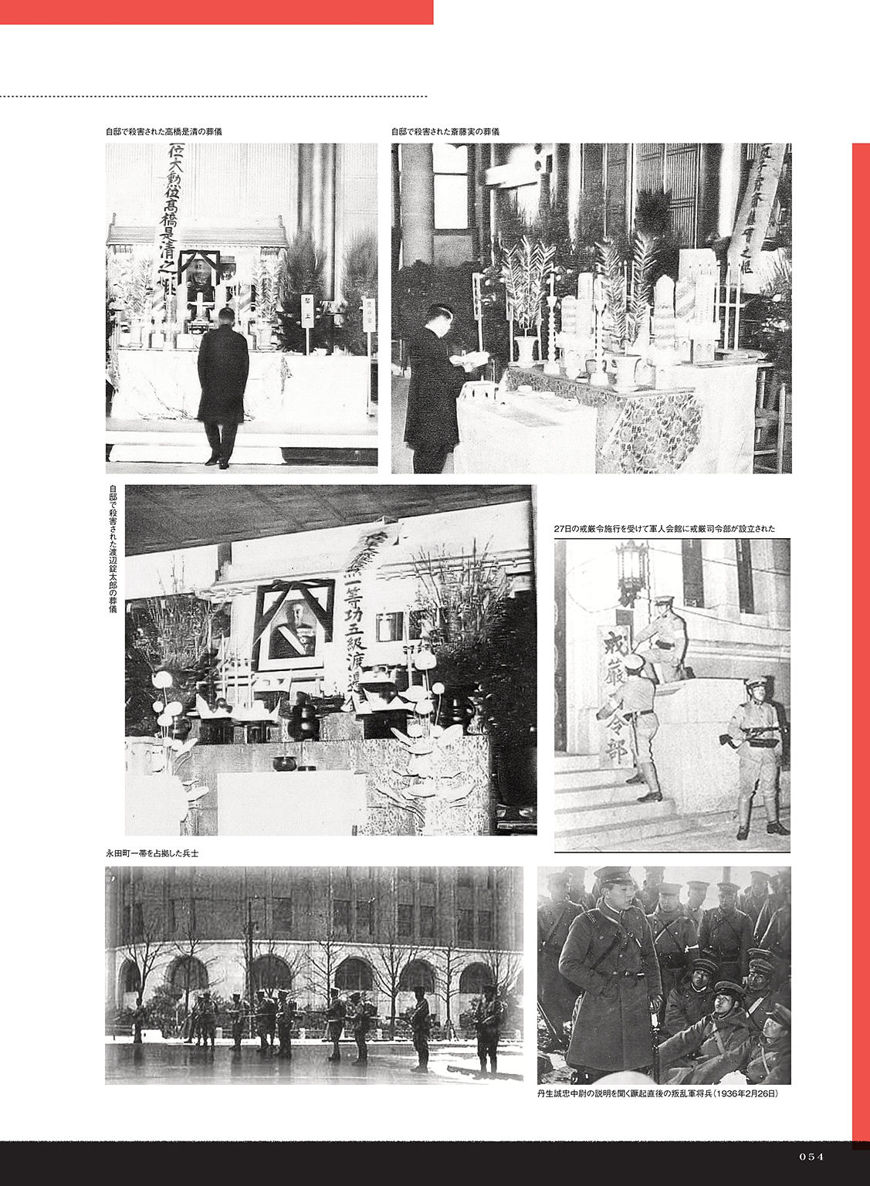 自邸で殺害された高橋是清の葬儀
自邸で殺害された斎藤実の葬儀
位大勲位高橋是清之柩
自邸で殺害された渡辺錠太郎の葬儀
一等功五級渡邊
27日の戒厳令施行を受けて軍人会館に戒厳司令部が設立された
戒厳
令部
永田町一帯を占拠した兵士
丹生誠忠中尉の説明を聞く蹶起直後の叛乱軍将兵(1936年2月26日)
054